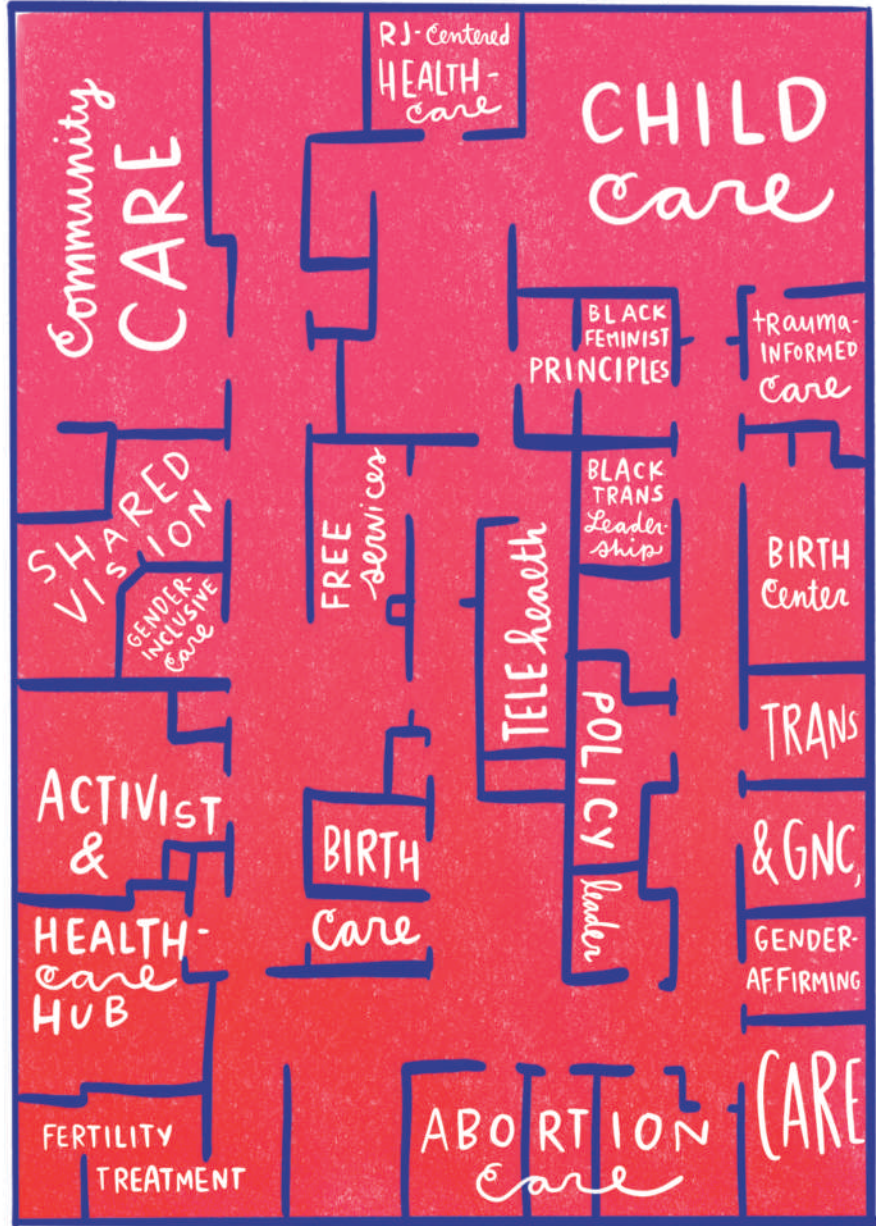 RJ-Centered
HEALTH-
care
CHILD
Care
Community
CARE
BLACK
FEMINIST
PRINCIPLES
tRauma-
INFORMED
Care
SHARED
VISION
GENDER-
INCLUSIVE
Care
FREE
services
TELEhealth
BLACK
TRANS
Leader-
ship
BIRTH
Center
POLICY
leader
TRANS
& GNC,
GENDER-
AFFIRMING
CARE
ACTIVIST
&
HEALTH-
care
HUB
BIRTH
Care
FERTILITY
TREATMENT
ABORTION
Care